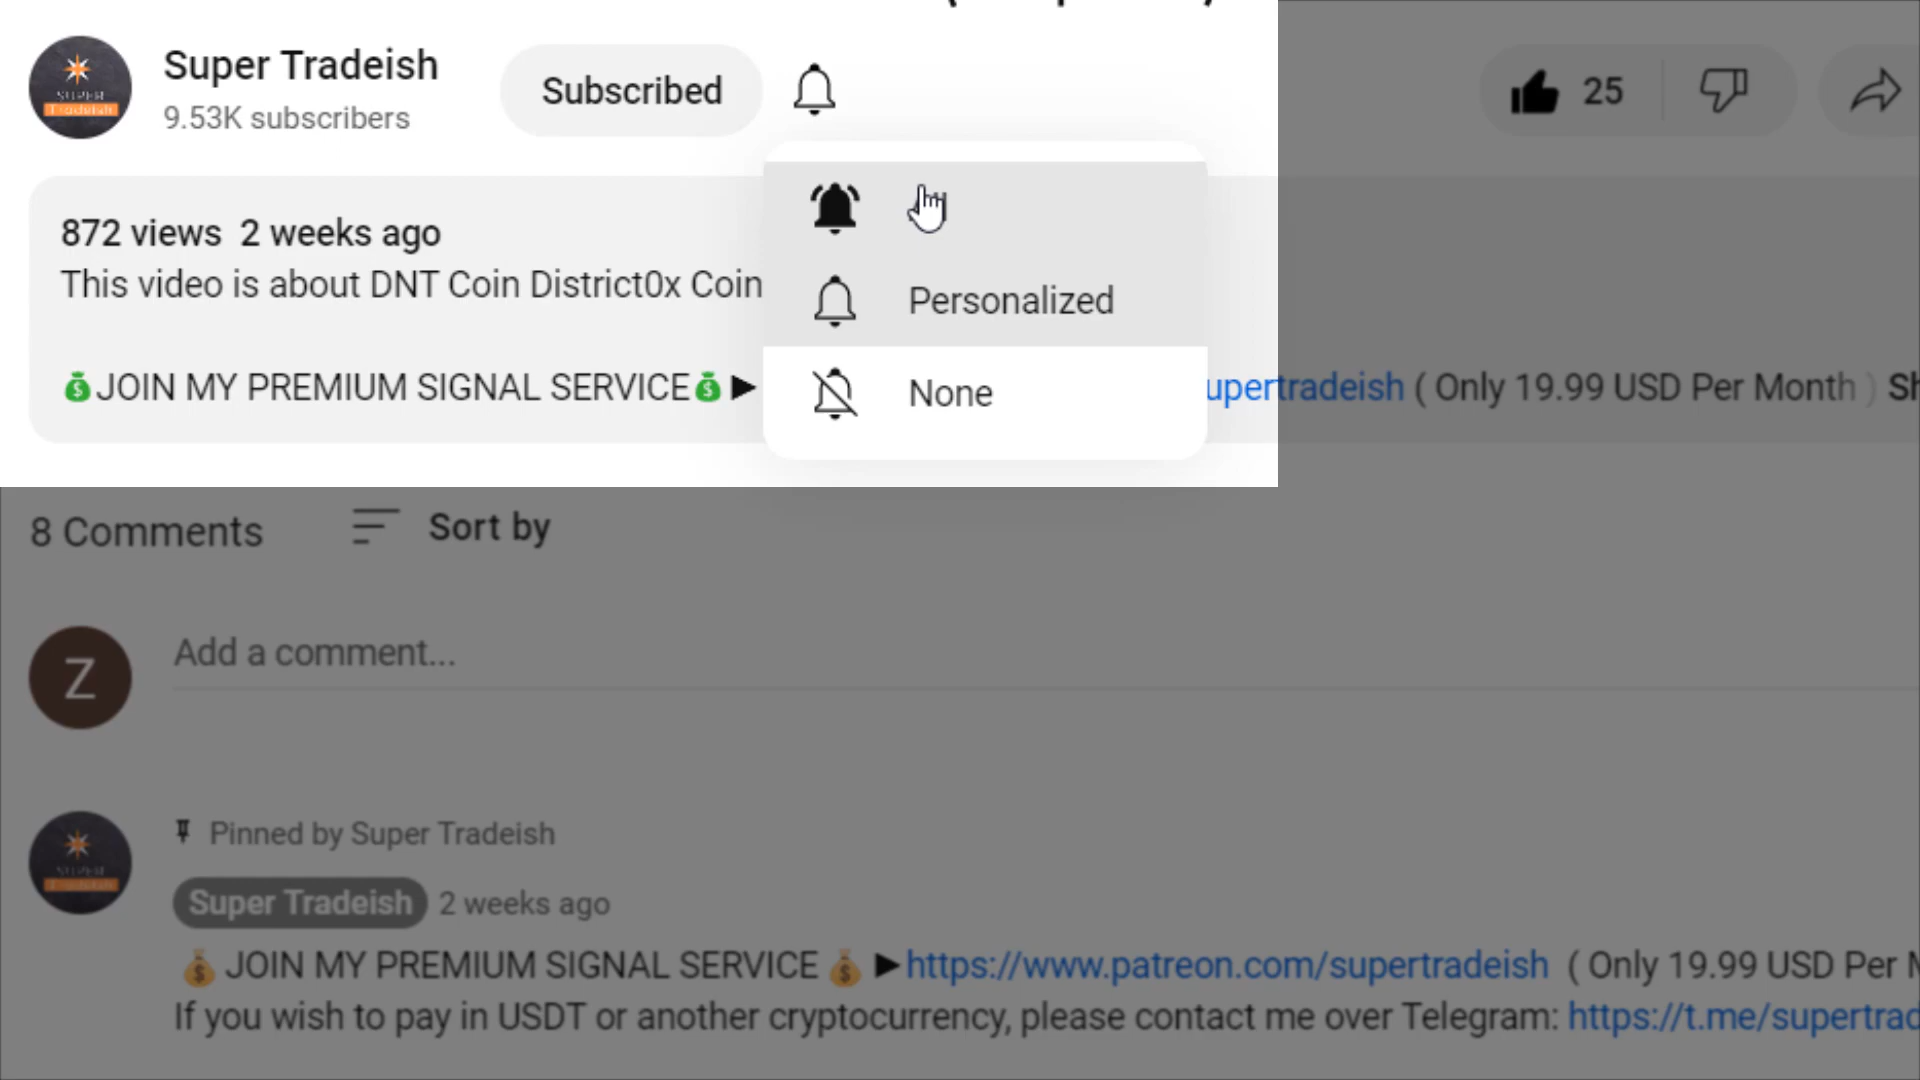 Super Tradeish
9.53K subscribers
Subscribed
25
SUPER
Tradeish
872 views 2 weeks ago
This video is about DNT Coin District0x Coin
💰JOIN MY PREMIUM SIGNAL SERVICE💰▶
upertradeish ( Only 19.99 USD Per Month ) Sh
Personalized
None
8 Comments
Sort by
Z
Add a comment...
Pinned by Super Tradeish
Super Tradeish 2 weeks ago
💰 JOIN MY PREMIUM SIGNAL SERVICE 💰 ▶https://www.patreon.com/supertradeish ( Only 19.99 USD Per M
If you wish to pay in USDT or another cryptocurrency, please contact me over Telegram: https://t.me/supertrad